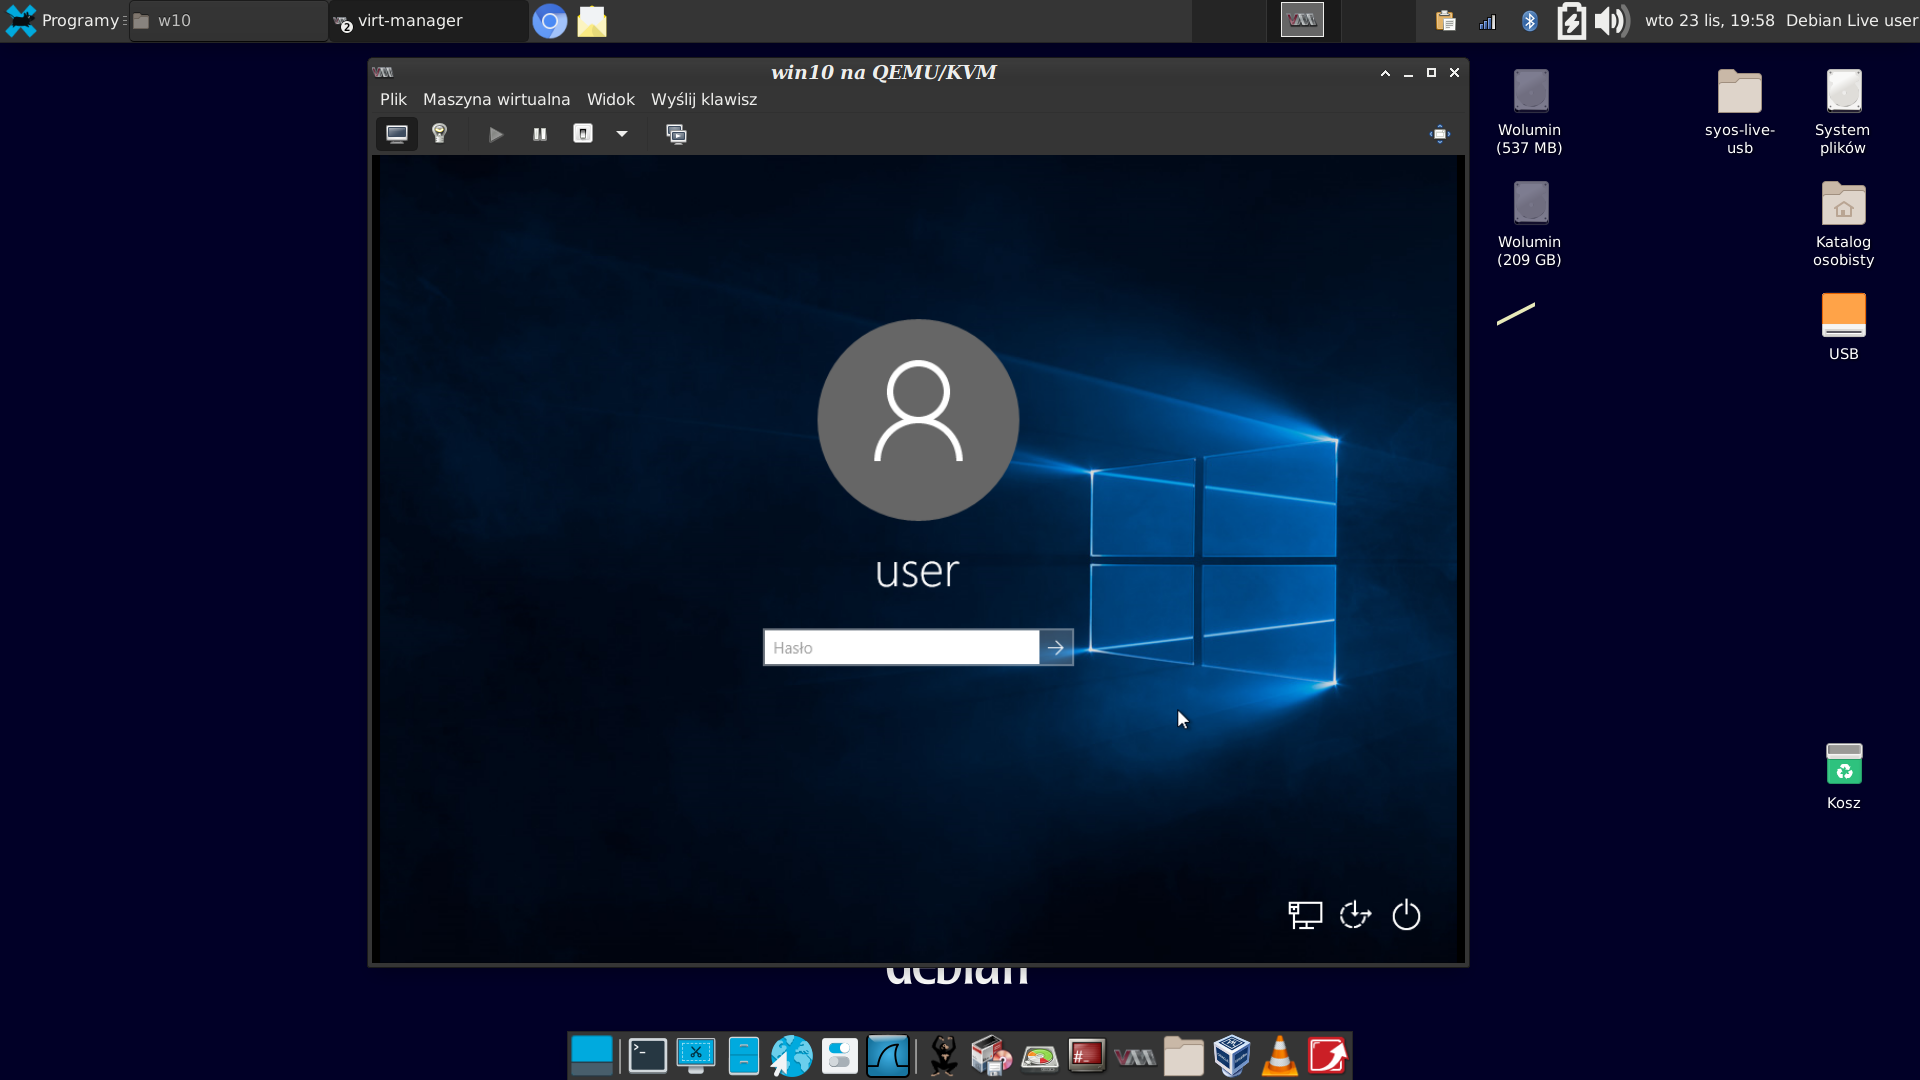 Programy
w10
2
virt-manager
wto 23 lis, 19:58
Debian Live user
win10 na QEMU/KVM
Plik
Maszyna wirtualna
Widok
Wyślij klawisz
user
Hasło
Wolumin
(537 MB)
syos-live-
usb
System
plików
Wolumin
(209 GB)
Katalog
osobisty
USB
Kosz
debian
>_
#_